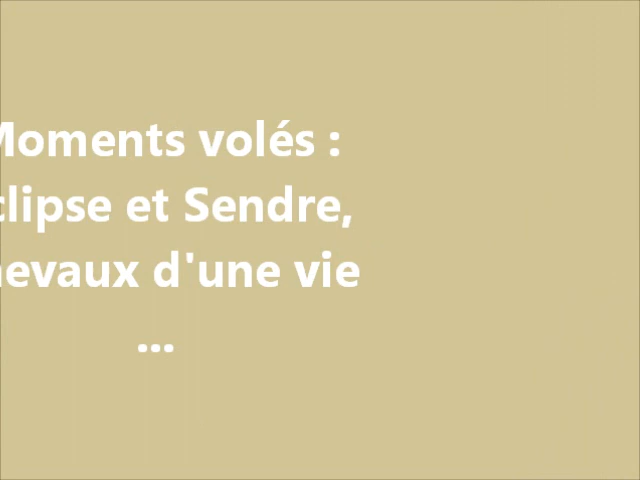 Moments volés :
clipse et Sendre,
hevaux d'une vie
...